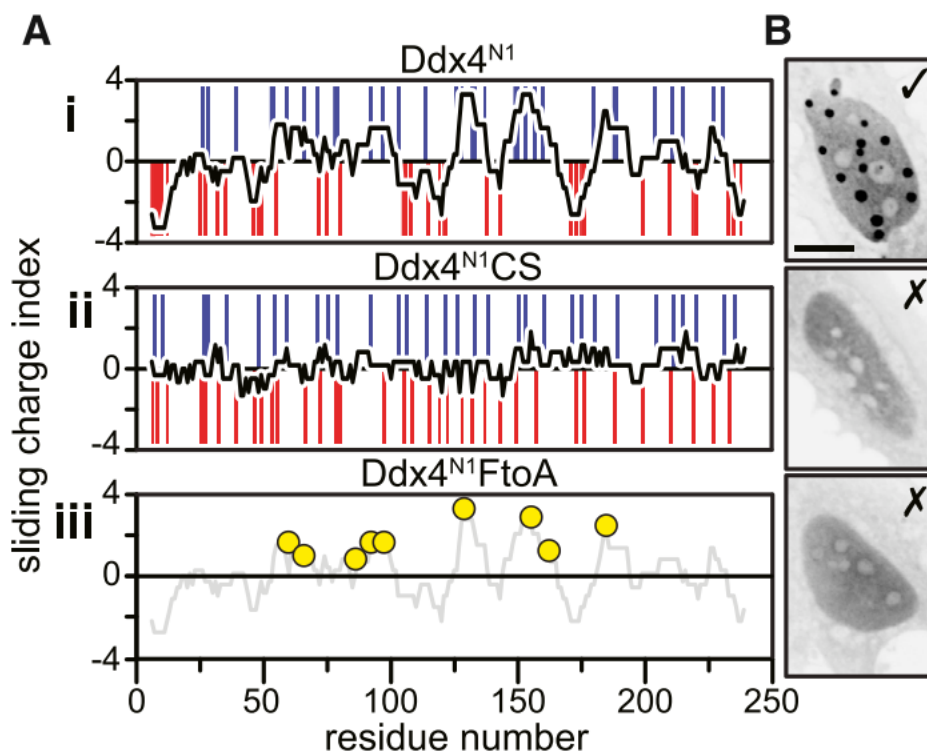 A
B
Ddx4ᴺ¹
i
4
0
-4
✓
Ddx4ᴺ¹CS
ii
4
0
-4
✗
Ddx4ᴺ¹FtoA
iii
4
0
-4
✗
sliding charge index
0 50 100 150 200 250
residue number